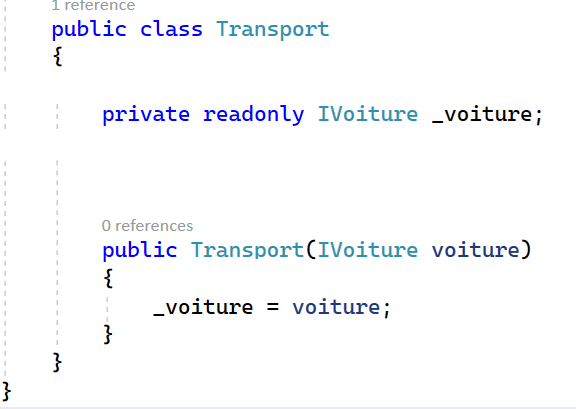 1 reference
public class Transport
{
private readonly IVoiture _voiture;
0 references
public Transport(IVoiture voiture)
{
_voiture = voiture;
}
}
}